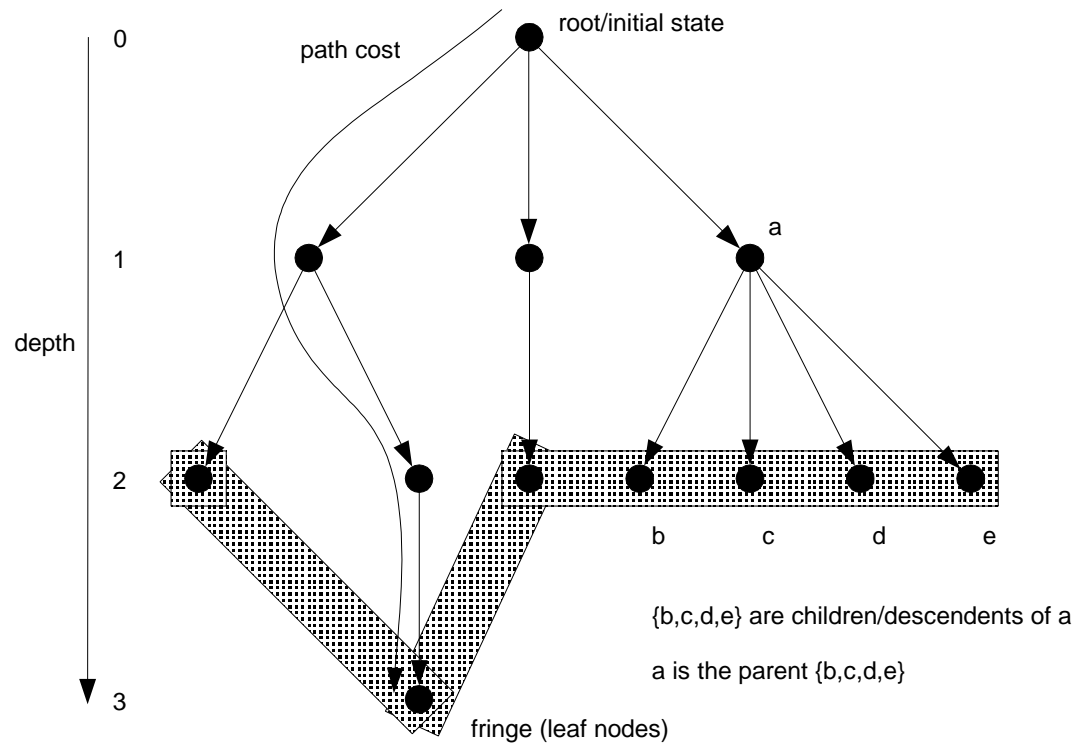 root/initial state
0
path cost
a
1
depth
2
b
c
d
e
{b,c,d,e} are children/descendents of a
a is the parent {b,c,d,e}
3
fringe (leaf nodes)